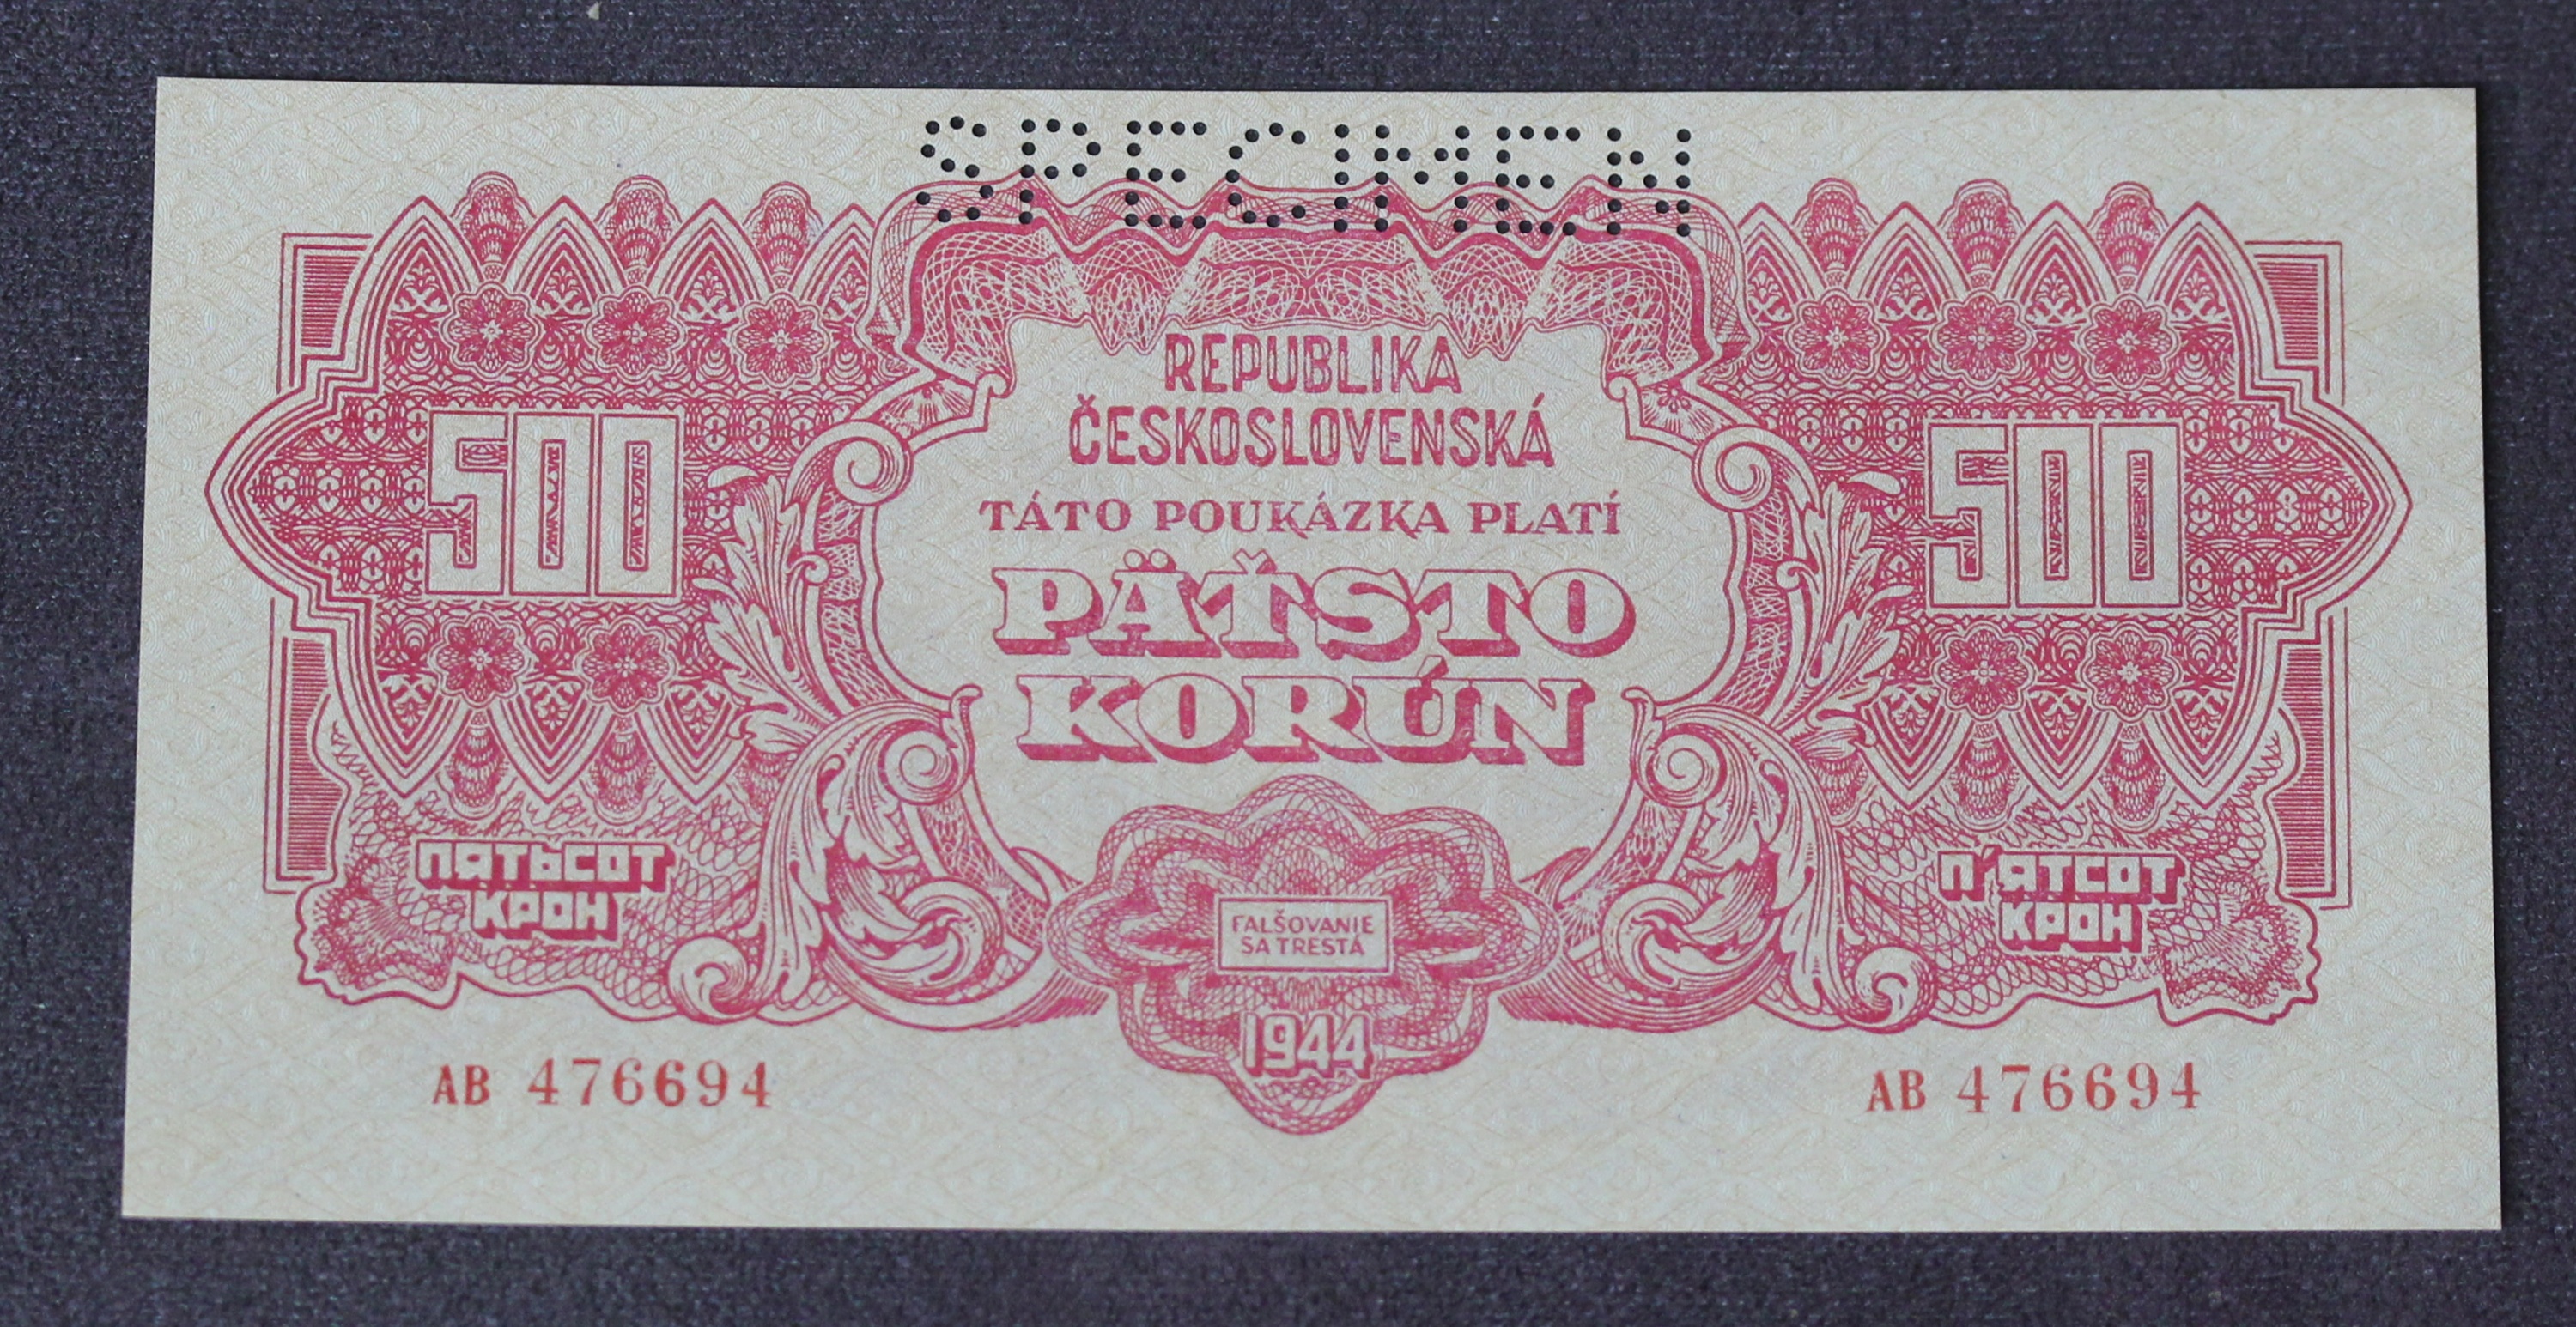 SPECIMEN
REPUBLIKA
ČESKOSLOVENSKÁ
TÁTO POUKÁZKA PLATÍ
500
PÄŤSTO
KORÚN
500
ПЯТЬСОТ
КРОН
П´ЯТСОТ
КРОН
FALŠOVANIE
SA TRESTÁ
1944
AB 476694
AB 476694